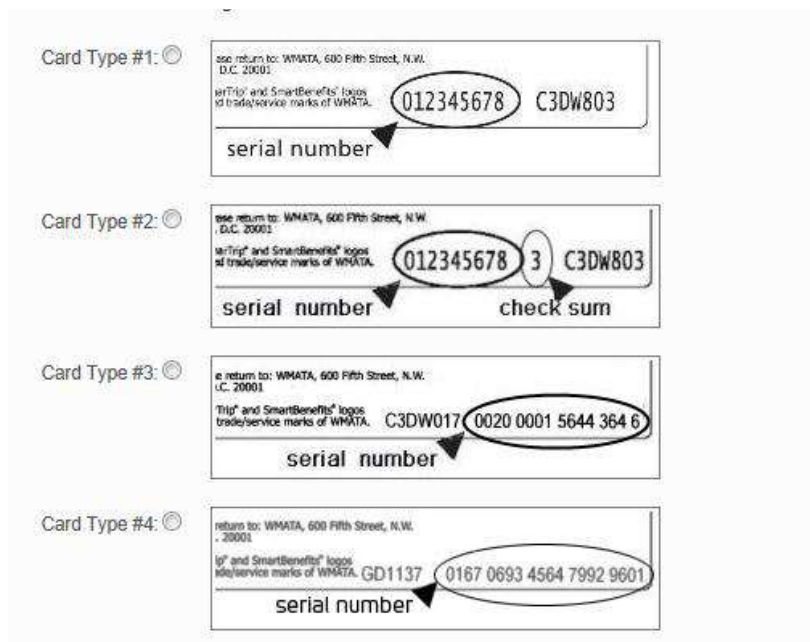 Card Type #1:
ase return to: WMATA, 600 Fifth Street, N.W.
D.C. 20001
arTrip® and SmartBenefits® logos
d trade/service marks of WMATA.
012345678 C3DW803
serial number
Card Type #2:
ase return to: WMATA, 600 Fifth Street, N.W.
. D.C. 20001
arTrip® and SmartBenefits® logos
d trade/service marks of WMATA.
012345678 3 C3DW803
serial number check sum
Card Type #3:
e return to: WMATA, 600 Fifth Street, N.W.
.C. 20001
Trip® and SmartBenefits® logos
trade/service marks of WMATA.
C3DW017 0020 0001 5644 364 6
serial number
Card Type #4:
return to: WMATA, 600 Fifth Street, N.W.
. 20001
ip® and SmartBenefits® logos
ade/service marks of WMATA.
GD1137 0167 0693 4564 7992 9601
serial number